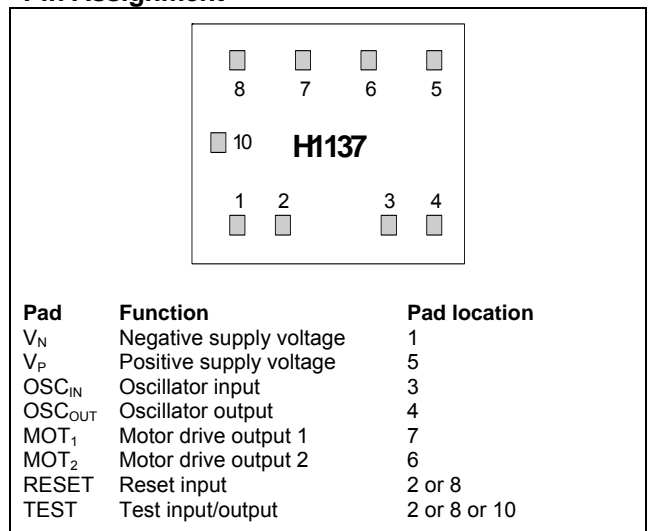 8 7 6 5
10 H1137
1 2 3 4
Pad Function Pad location
VN Negative supply voltage 1
VP Positive supply voltage 5
OSCIN Oscillator input 3
OSCOUT Oscillator output 4
MOT1 Motor drive output 1 7
MOT2 Motor drive output 2 6
RESET Reset input 2 or 8
TEST Test input/output 2 or 8 or 10